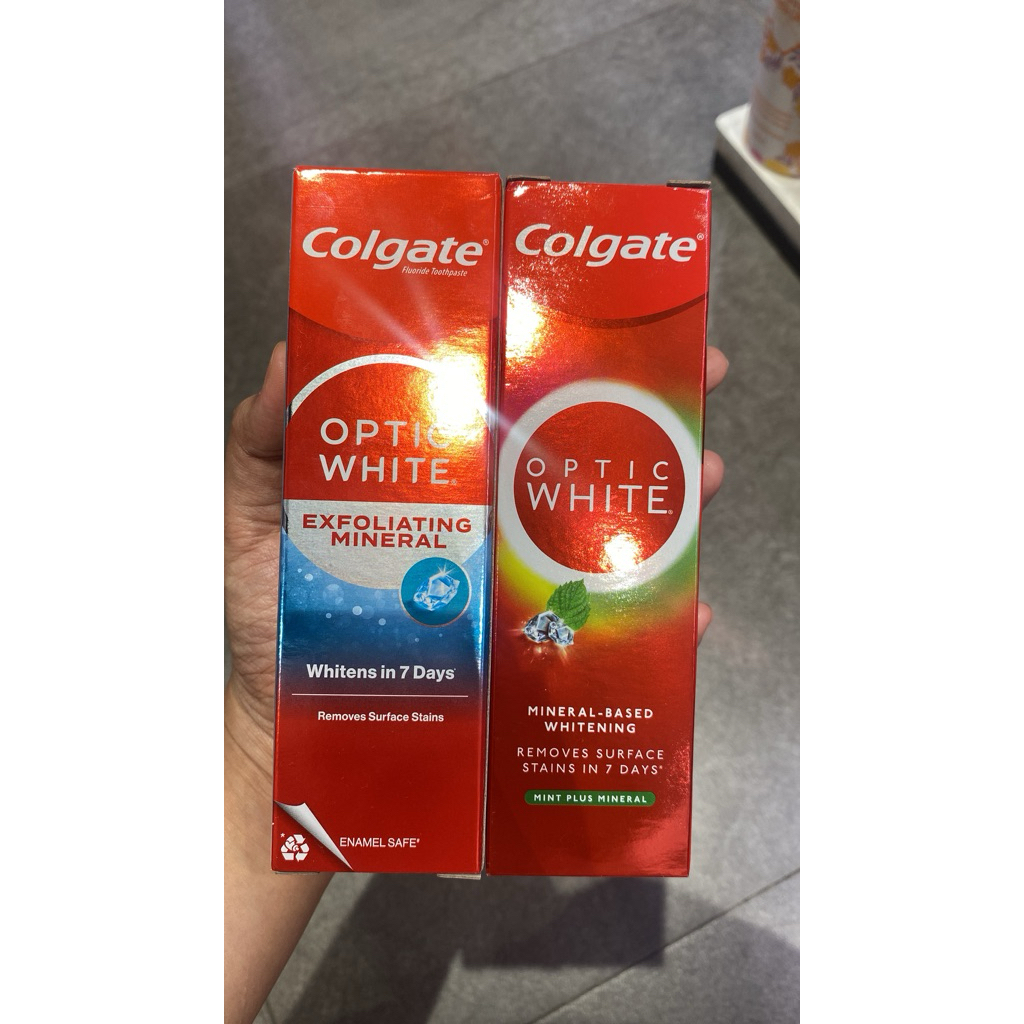 Colgate®
Fluoride Toothpaste
OPTIC
WHITE®
EXFOLIATING
MINERAL
Whitens in 7 Days
Removes Surface Stains
ENAMEL SAFE
Colgate®
OPTIC
WHITE®
MINERAL-BASED
WHITENING
REMOVES SURFACE
STAINS IN 7 DAYS*
MINT PLUS MINERAL